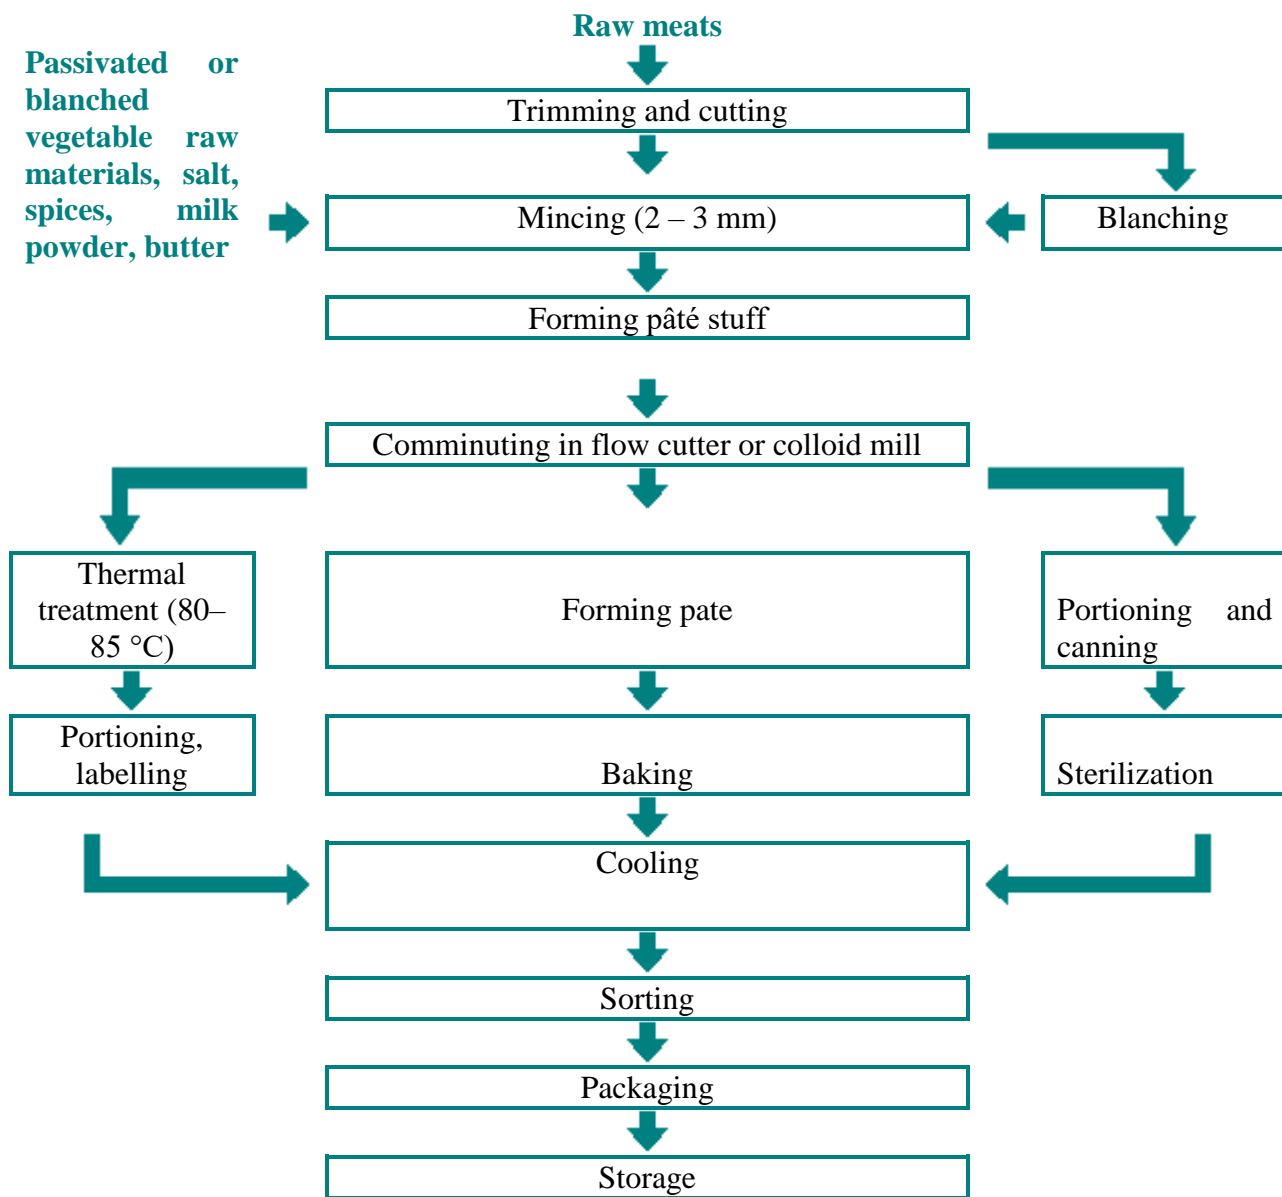 Raw meats
Passivated or
blanched
vegetable raw
materials, salt,
spices, milk
powder, butter
Trimming and cutting
Mincing (2 – 3 mm)
Blanching
Forming pâté stuff
Comminuting in flow cutter or colloid mill
Thermal
treatment (80–
85 °C)
Forming pate
Portioning and
canning
Portioning,
labelling
Baking
Sterilization
Cooling
Sorting
Packaging
Storage